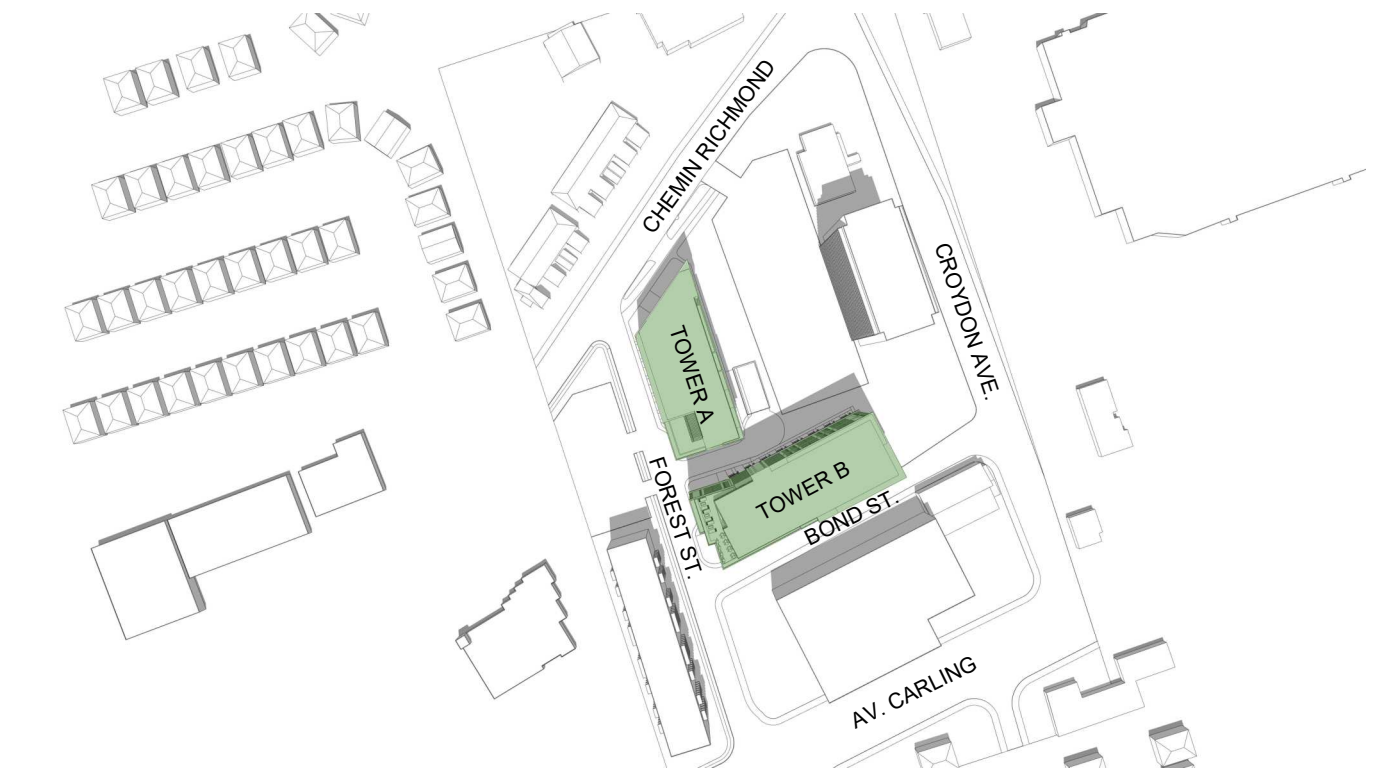 CHEMIN RICHMOND
CROYDON AVE.
TOWER A
FOREST ST.
TOWER B
BOND ST.
AV. CARLING